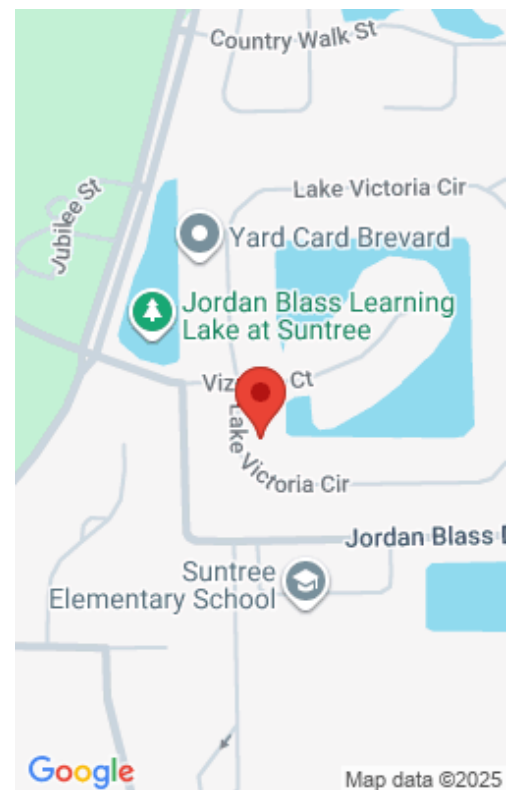 Country Walk St
Lake Victoria Cir
Jubilee St
Yard Card Brevard
Jordan Blass Learning
Lake at Suntree
Viz Ct
Lake Victoria Cir
Jordan Blass D
Suntree
Elementary School
Google
Map data ©2025